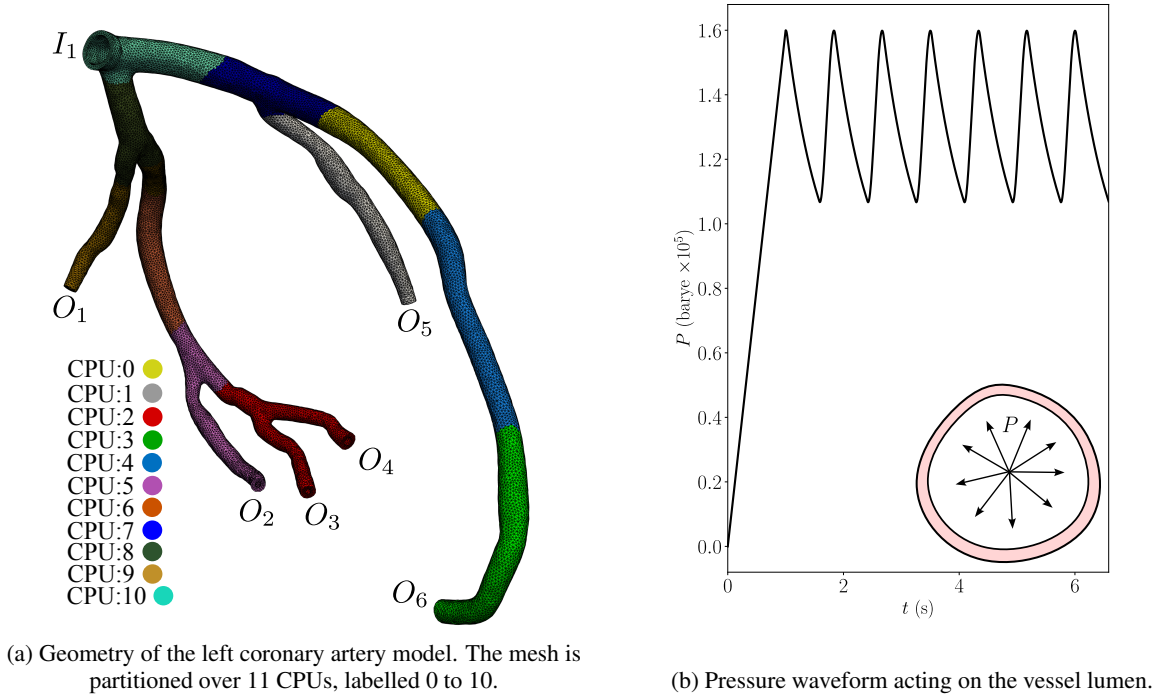 I₁
O₁
O₅
CPU:0
CPU:1
CPU:2
CPU:3
CPU:4
CPU:5
CPU:6
CPU:7
CPU:8
CPU:9
CPU:10
O₄
O₂
O₃
O₆
(a) Geometry of the left coronary artery model. The mesh is
partitioned over 11 CPUs, labelled 0 to 10.
1.6
1.4
1.2
1.0
0.8
0.6
0.4
0.2
0.0
P (barye ×10⁵)
P
0
2
4
6
t (s)
(b) Pressure waveform acting on the vessel lumen.